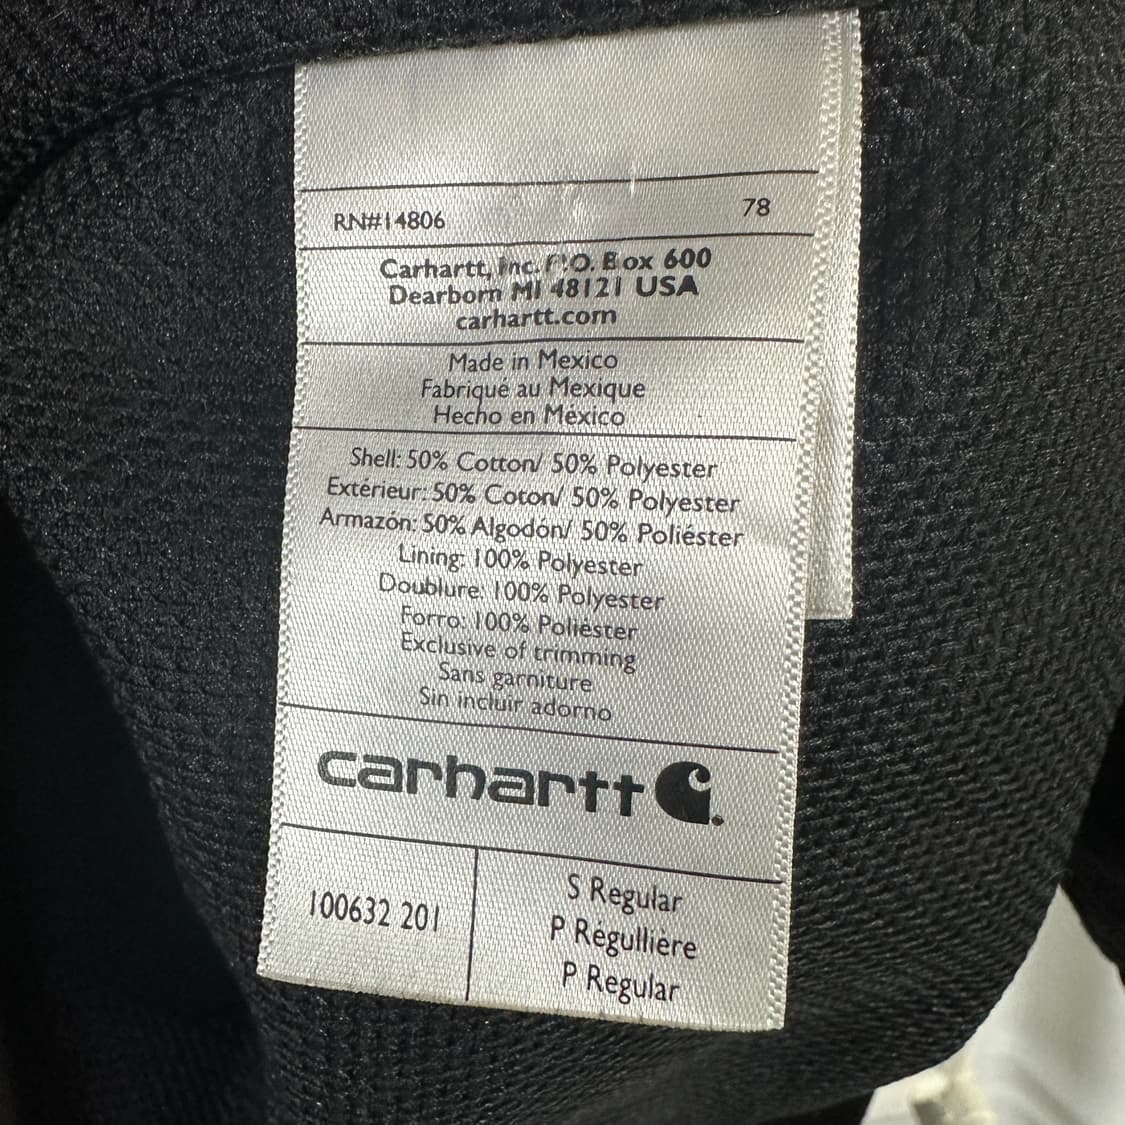 RN#14806 78
Carhartt, Inc. P.O. Box 600
Dearborn MI 48121 USA
carhartt.com
Made in Mexico
Fabriqué au Mexique
Hecho en México
Shell: 50% Cotton/ 50% Polyester
Extérieur: 50% Coton/ 50% Polyester
Armazón: 50% Algodón/ 50% Poliéster
Lining: 100% Polyester
Doublure: 100% Polyester
Forro: 100% Poliéster
Exclusive of trimming
Sans garniture
Sin incluir adorno
carhartt
100632 201
S Regular
P Régullière
P Regular